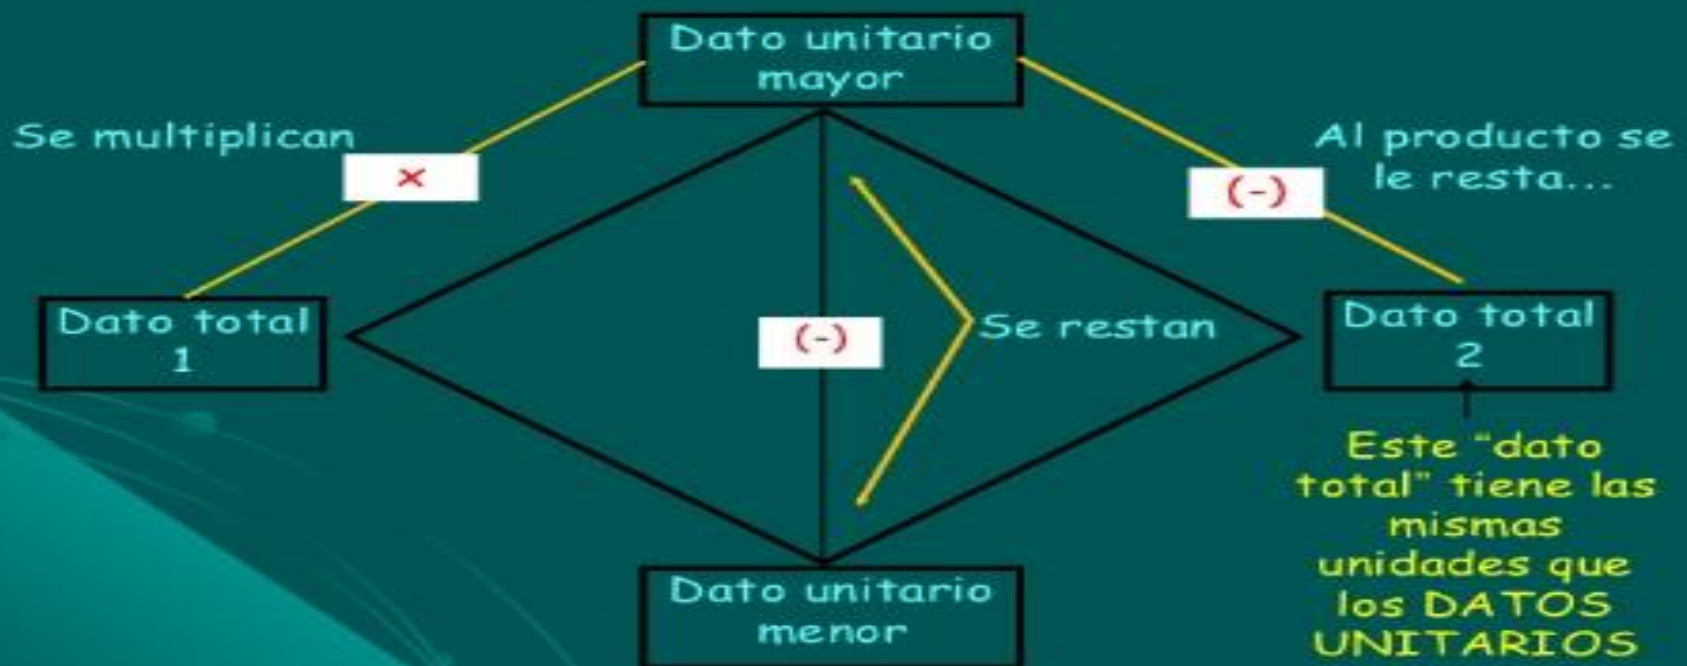 Dato unitario
mayor
Se multiplican
×
(-)
Al producto se
le resta...
Dato total
1
(-)
Se restan
Dato total
2
Este "dato
total" tiene las
mismas
unidades que
los DATOS
UNITARIOS
Dato unitario
menor